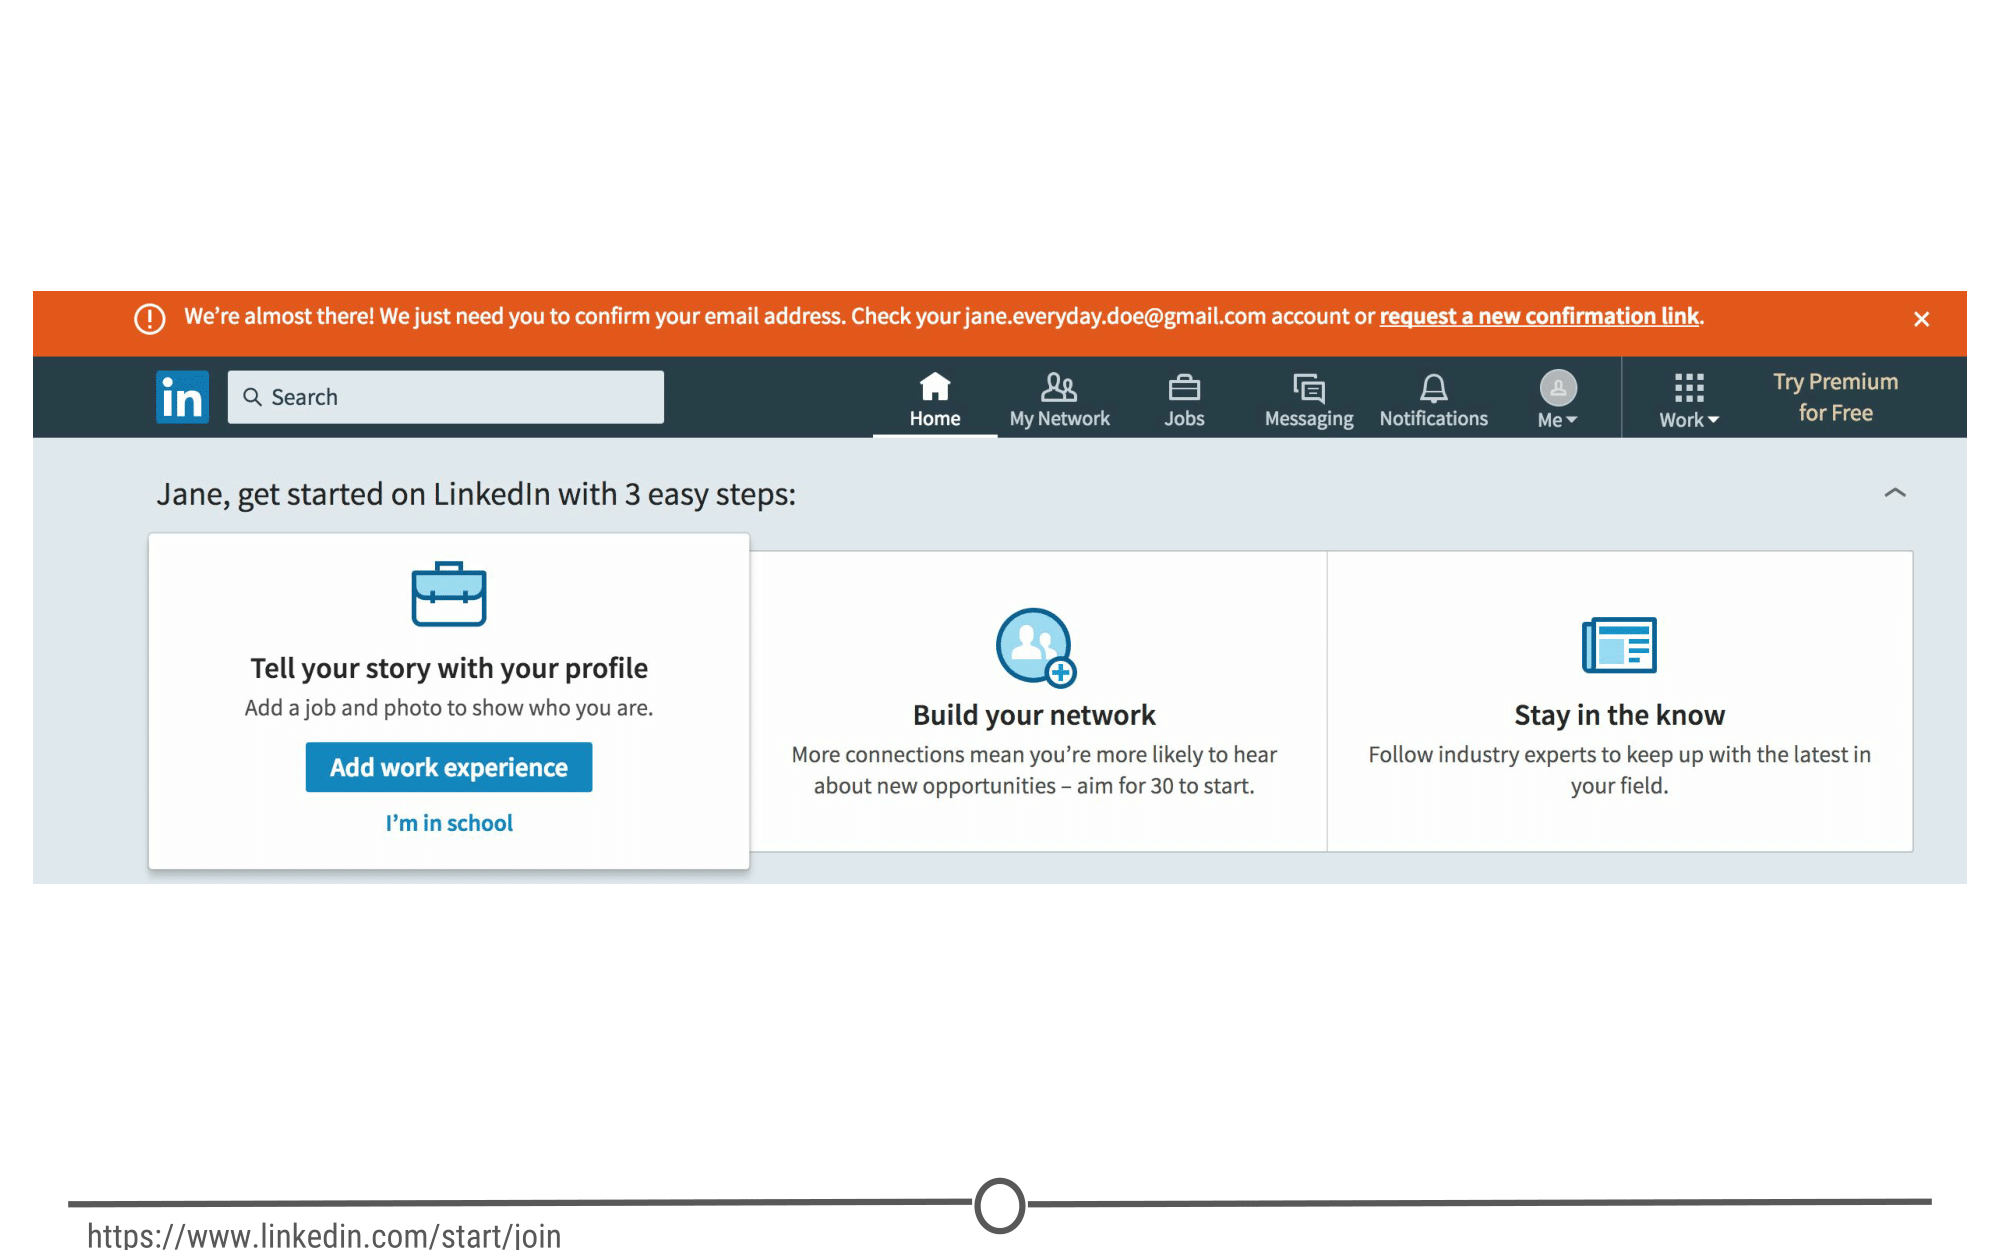 We're almost there! We just need you to confirm your email address. Check your jane.everyday.doe@gmail.com account or request a new confirmation link.
in
Search
Home
My Network
Jobs
Messaging
Notifications
Me
Work
Try Premium
for Free
Jane, get started on LinkedIn with 3 easy steps:
Tell your story with your profile
Add a job and photo to show who you are.
Add work experience
I'm in school
Build your network
More connections mean you're more likely to hear
about new opportunities – aim for 30 to start.
Stay in the know
Follow industry experts to keep up with the latest in
your field.
https://www.linkedin.com/start/join